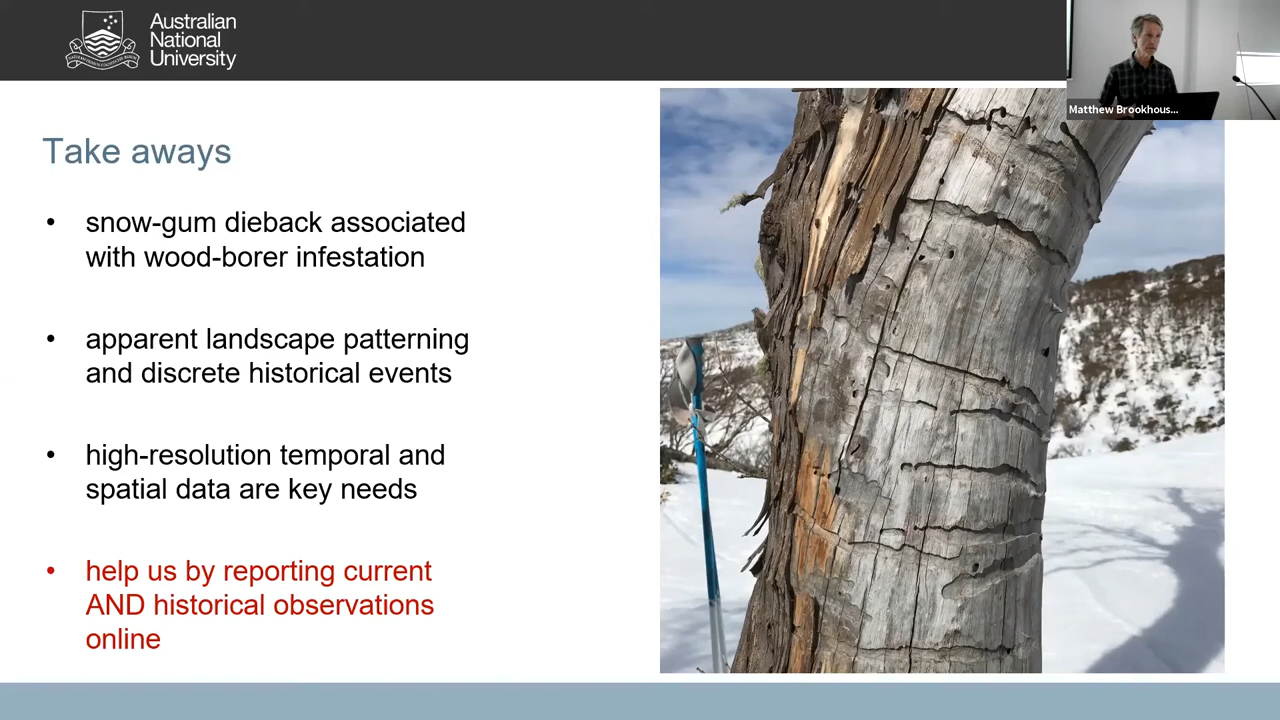 Australian
National
University
Matthew Brookhous...
Take aways
• snow-gum dieback associated
with wood-borer infestation
• apparent landscape patterning
and discrete historical events
• high-resolution temporal and
spatial data are key needs
• help us by reporting current
AND historical observations
online